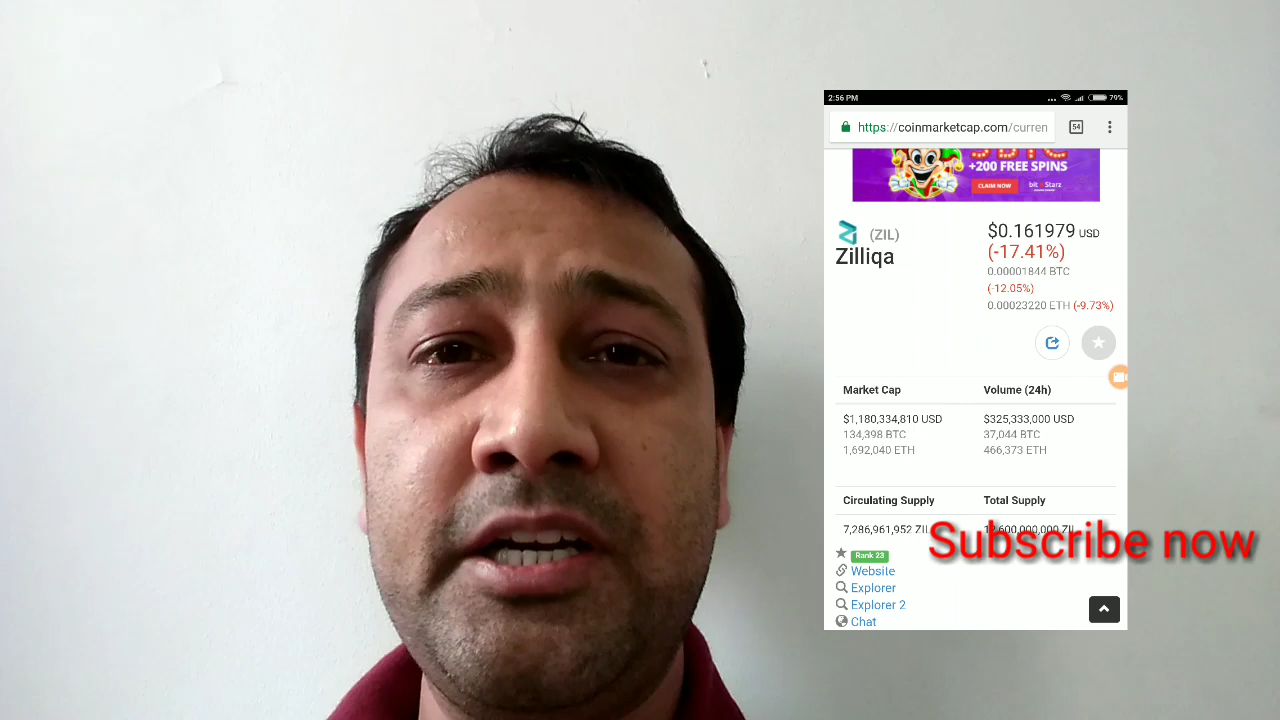 2:56 PM
79%
https://coinmarketcap.com/curren
54
+200 FREE SPINS
CLAIM NOW
(ZIL)
Zilliqa
$0.161979 USD
(-17.41%)
0.00001844 BTC
(-12.05%)
0.00023220 ETH (-9.73%)
Market Cap
Volume (24h)
$1,180,334,810 USD
$325,333,000 USD
134,398 BTC
37,044 BTC
1,692,040 ETH
466,373 ETH
Circulating Supply
Total Supply
7,286,961,952 ZIL
Subscribe now
Rank 23
Website
Explorer
Explorer 2
Chat